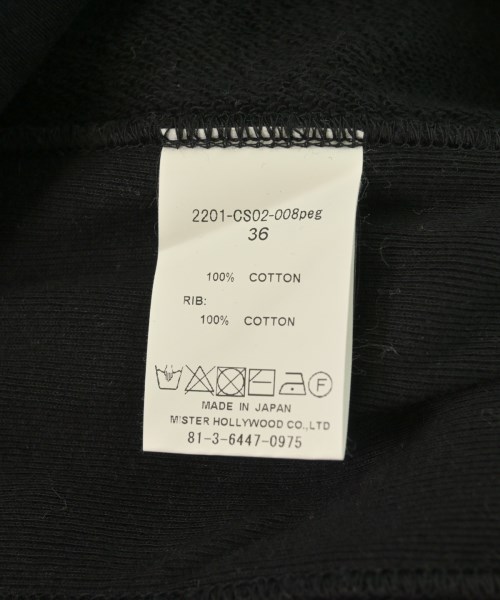 2201-CS02-008peg
36
100% COTTON
RIB:
100% COTTON
F
MADE IN JAPAN
MISTER HOLLYWOOD CO.,LTD
81-3-6447-0975